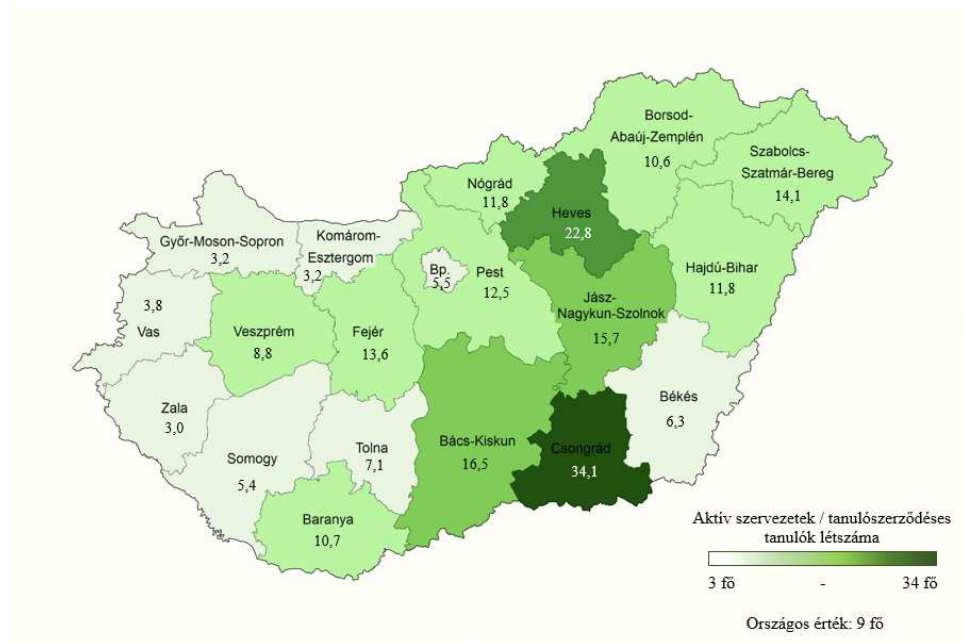 Borsod-
Abaúj-Zemplén
10,6
Szabolcs-
Szatmár-Bereg
14,1
Nógrád
11,8
Heves
22,8
Győr-Moson-Sopron
3,2
Komárom-
Esztergom
3,2
Bp.
5,5
Pest
12,5
Hajdú-Bihar
11,8
Jász-
Nagykun-Szolnok
15,7
3,8
Vas
Veszprém
8,8
Fejér
13,6
Zala
3,0
Somogy
5,4
Tolna
7,1
Bács-Kiskun
16,5
Csongrád
34,1
Békés
6,3
Baranya
10,7
Aktív szervezetek / tanulószerződéses
tanulók létszáma
3 fő - 34 fő
Országos érték: 9 fő